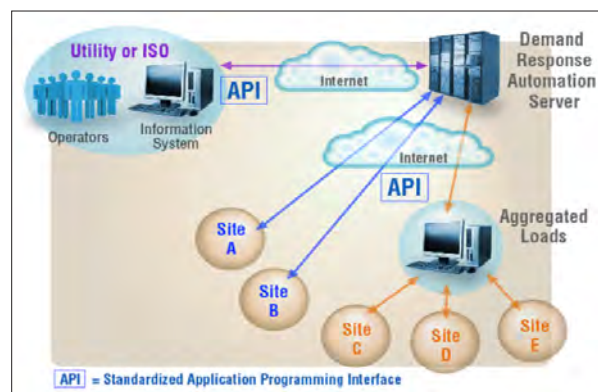 Utility or ISO
Operators
Information
System
API
Internet
Demand
Response
Automation
Server
Internet
API
Site
A
Site
B
Aggregated
Loads
Site
C
Site
D
Site
E
API = Standardized Application Programming Interface